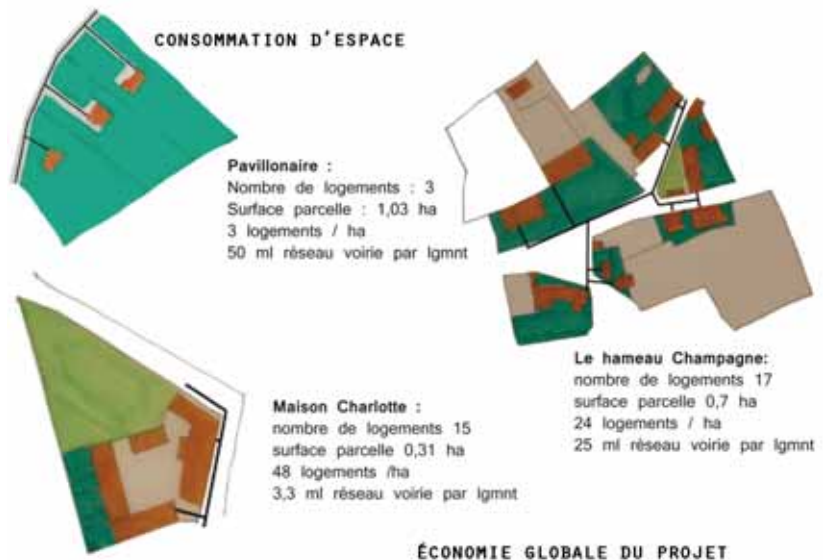 CONSOMMATION D'ESPACE
Pavillonaire :
Nombre de logements : 3
Surface parcelle : 1,03 ha
3 logements / ha
50 ml réseau voirie par lgmnt
Le hameau Champagne:
nombre de logements 17
surface parcelle 0,7 ha
24 logements / ha
25 ml réseau voirie par lgmnt
Maison Charlotte :
nombre de logements 15
surface parcelle 0,31 ha
48 logements /ha
3,3 ml réseau voirie par lgmnt
ÉCONOMIE GLOBALE DU PROJET